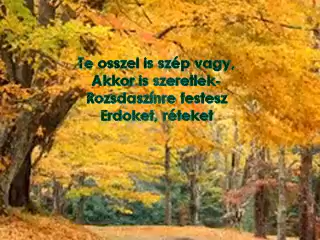 Te osszel is szép vagy,
Akkor is szeretlek-
Rozsdaszínre festesz
Erdoket, réteket